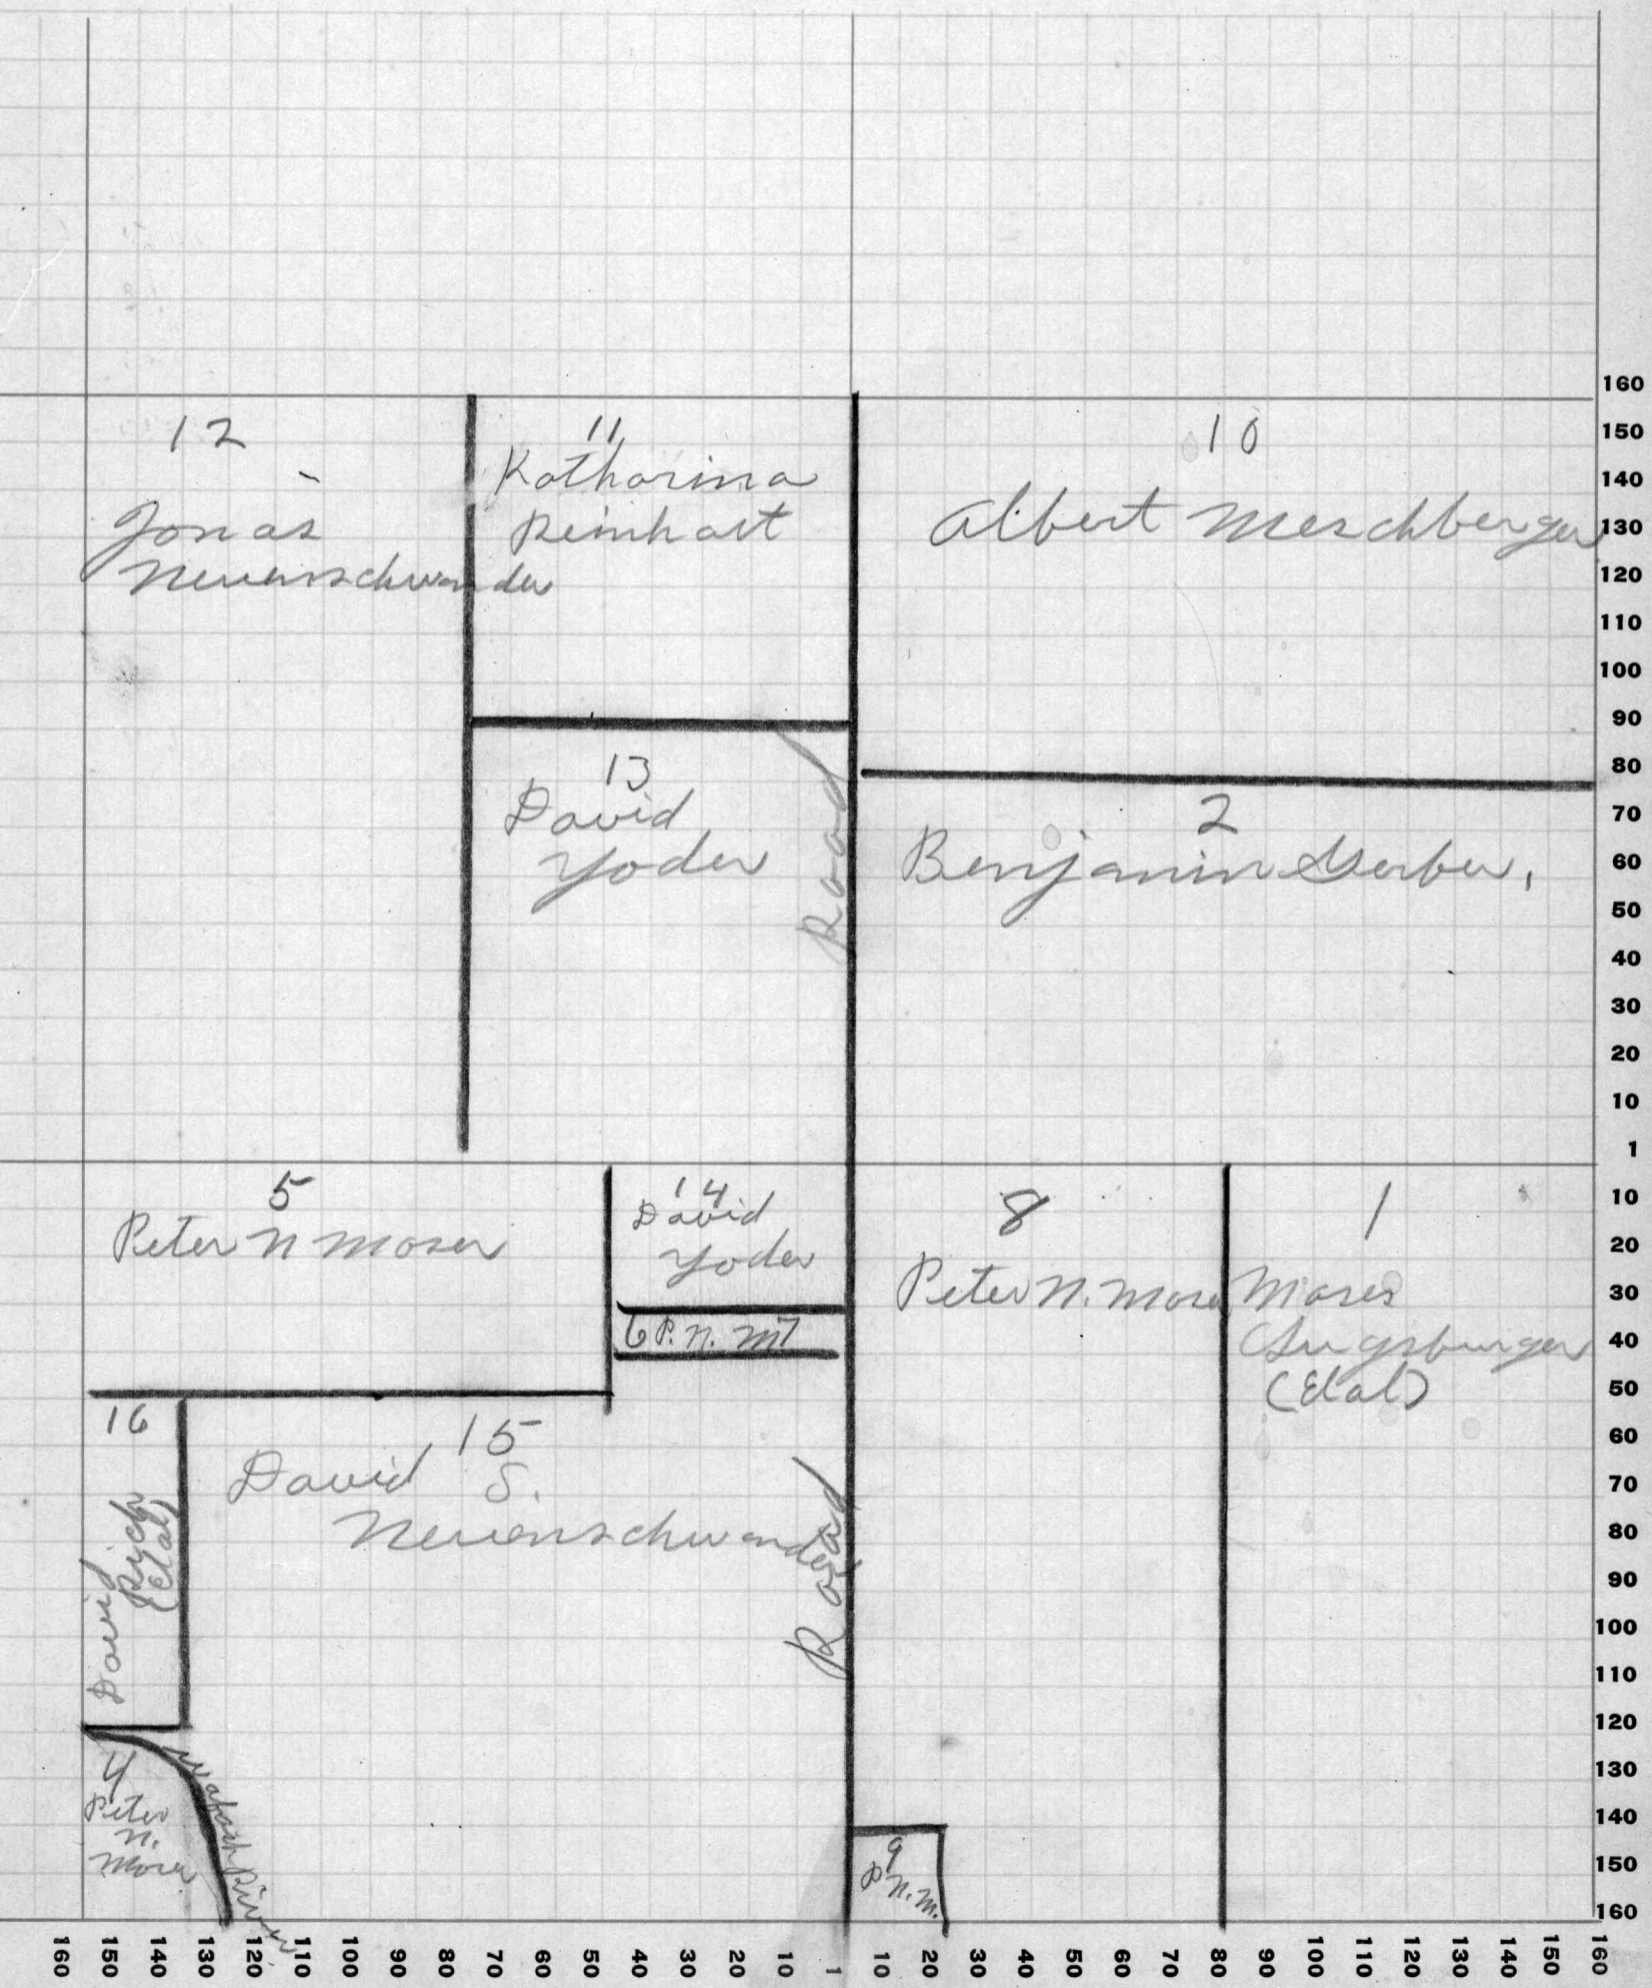 12
Jonas
Neuenschwander
11
Katharina
Reinhart
10
Albert Meschberger
13
David
Yoder
Road
2
Benjamin Gerber,
5
Peter N Moser
14
David
Yoder
6 P. N. M 7
8
Peter N. Moser
1
Moses
Augsburger
(Etal)
16
David
Rich
(Etal)
15
David S.
Neuenschwander
Road
4
Peter
N.
Moser
Wabash River
9
P. N. M.
160
150
140
130
120
110
100
90
80
70
60
50
40
30
20
10
1
10
20
30
40
50
60
70
80
90
100
110
120
130
140
150
160
160 150 140 130 120 110 100 90 80 70 60 50 40 30 20 10 1 10 20 30 40 50 60 70 80 90 100 110 120 130 140 150 160